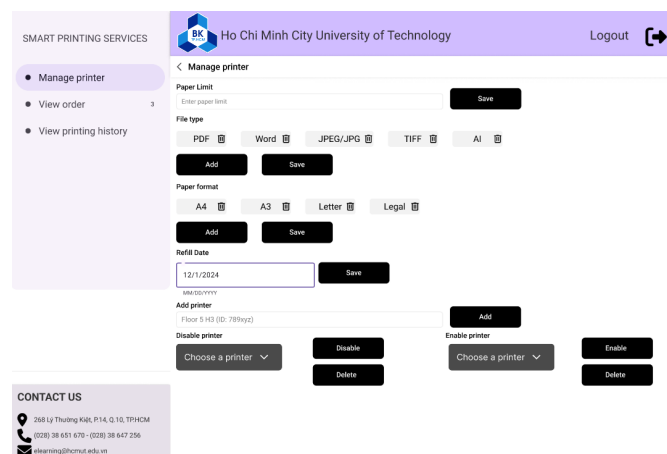 SMART PRINTING SERVICES
BK
TP.HCM
Ho Chi Minh City University of Technology
Logout
Manage printer
View order 3
View printing history
< Manage printer
Paper Limit
Enter paper limit
Save
File type
PDF Word JPEG/JPG TIFF AI
Add Save
Paper format
A4 A3 Letter Legal
Add Save
Refill Date
12/1/2024
Save
MM/DD/YYYY
Add printer
Floor 5 H3 (ID: 789xyz)
Add
Disable printer
Choose a printer
Disable
Delete
Enable printer
Choose a printer
Enable
Delete
CONTACT US
268 Lý Thường Kiệt, P.14, Q.10, TP.HCM
(028) 38 651 670 - (028) 38 647 256
elearning@hcmut.edu.vn